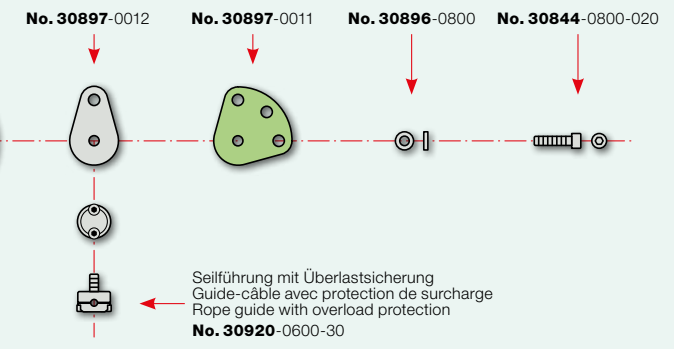 No. 30897-0012 No. 30897-0011 No. 30896-0800 No. 30844-0800-020
Seilführung mit Überlastsicherung
Guide-câble avec protection de surcharge
Rope guide with overload protection
No. 30920-0600-30